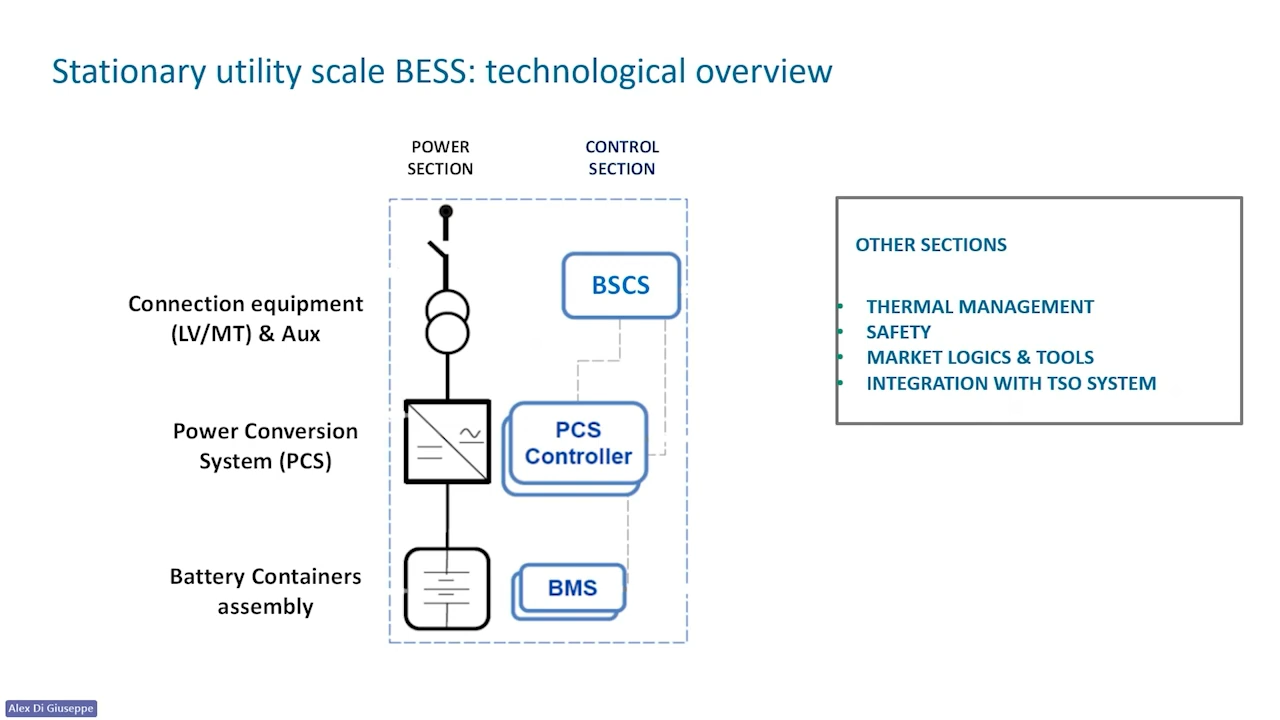 Stationary utility scale BESS: technological overview
POWER
SECTION
CONTROL
SECTION
Connection equipment
(LV/MT) & Aux
BSCS
Power Conversion
System (PCS)
PCS
Controller
Battery Containers
assembly
BMS
OTHER SECTIONS
• THERMAL MANAGEMENT
• SAFETY
• MARKET LOGICS & TOOLS
• INTEGRATION WITH TSO SYSTEM
Alex Di Giuseppe